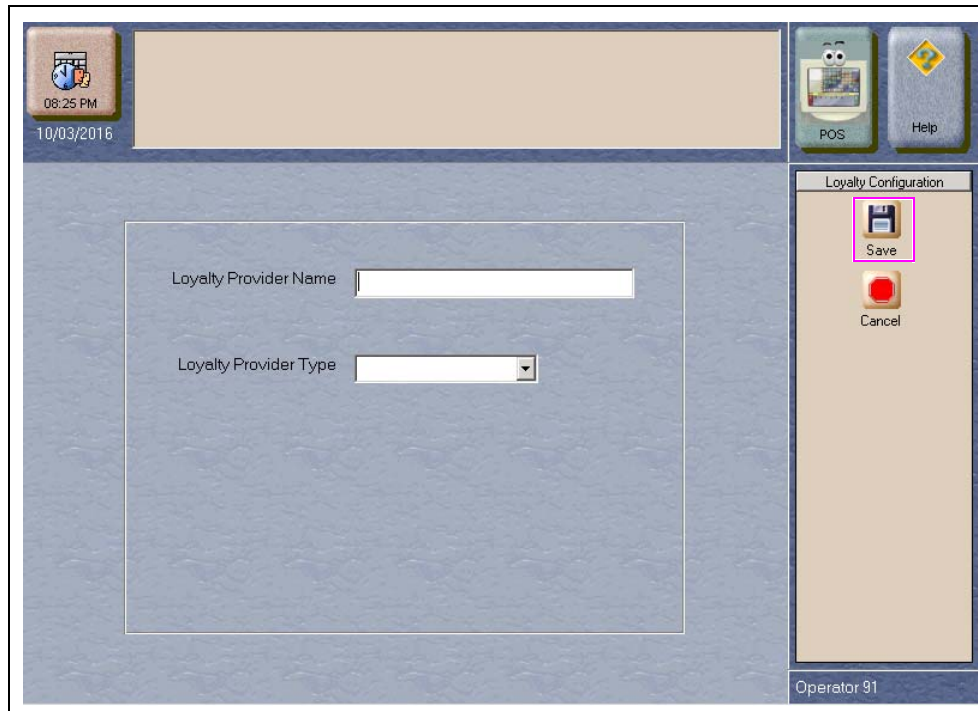 08:25 PM
10/03/2016
POS
Help
Loyalty Configuration
Save
Cancel
Loyalty Provider Name
Loyalty Provider Type
Operator 91